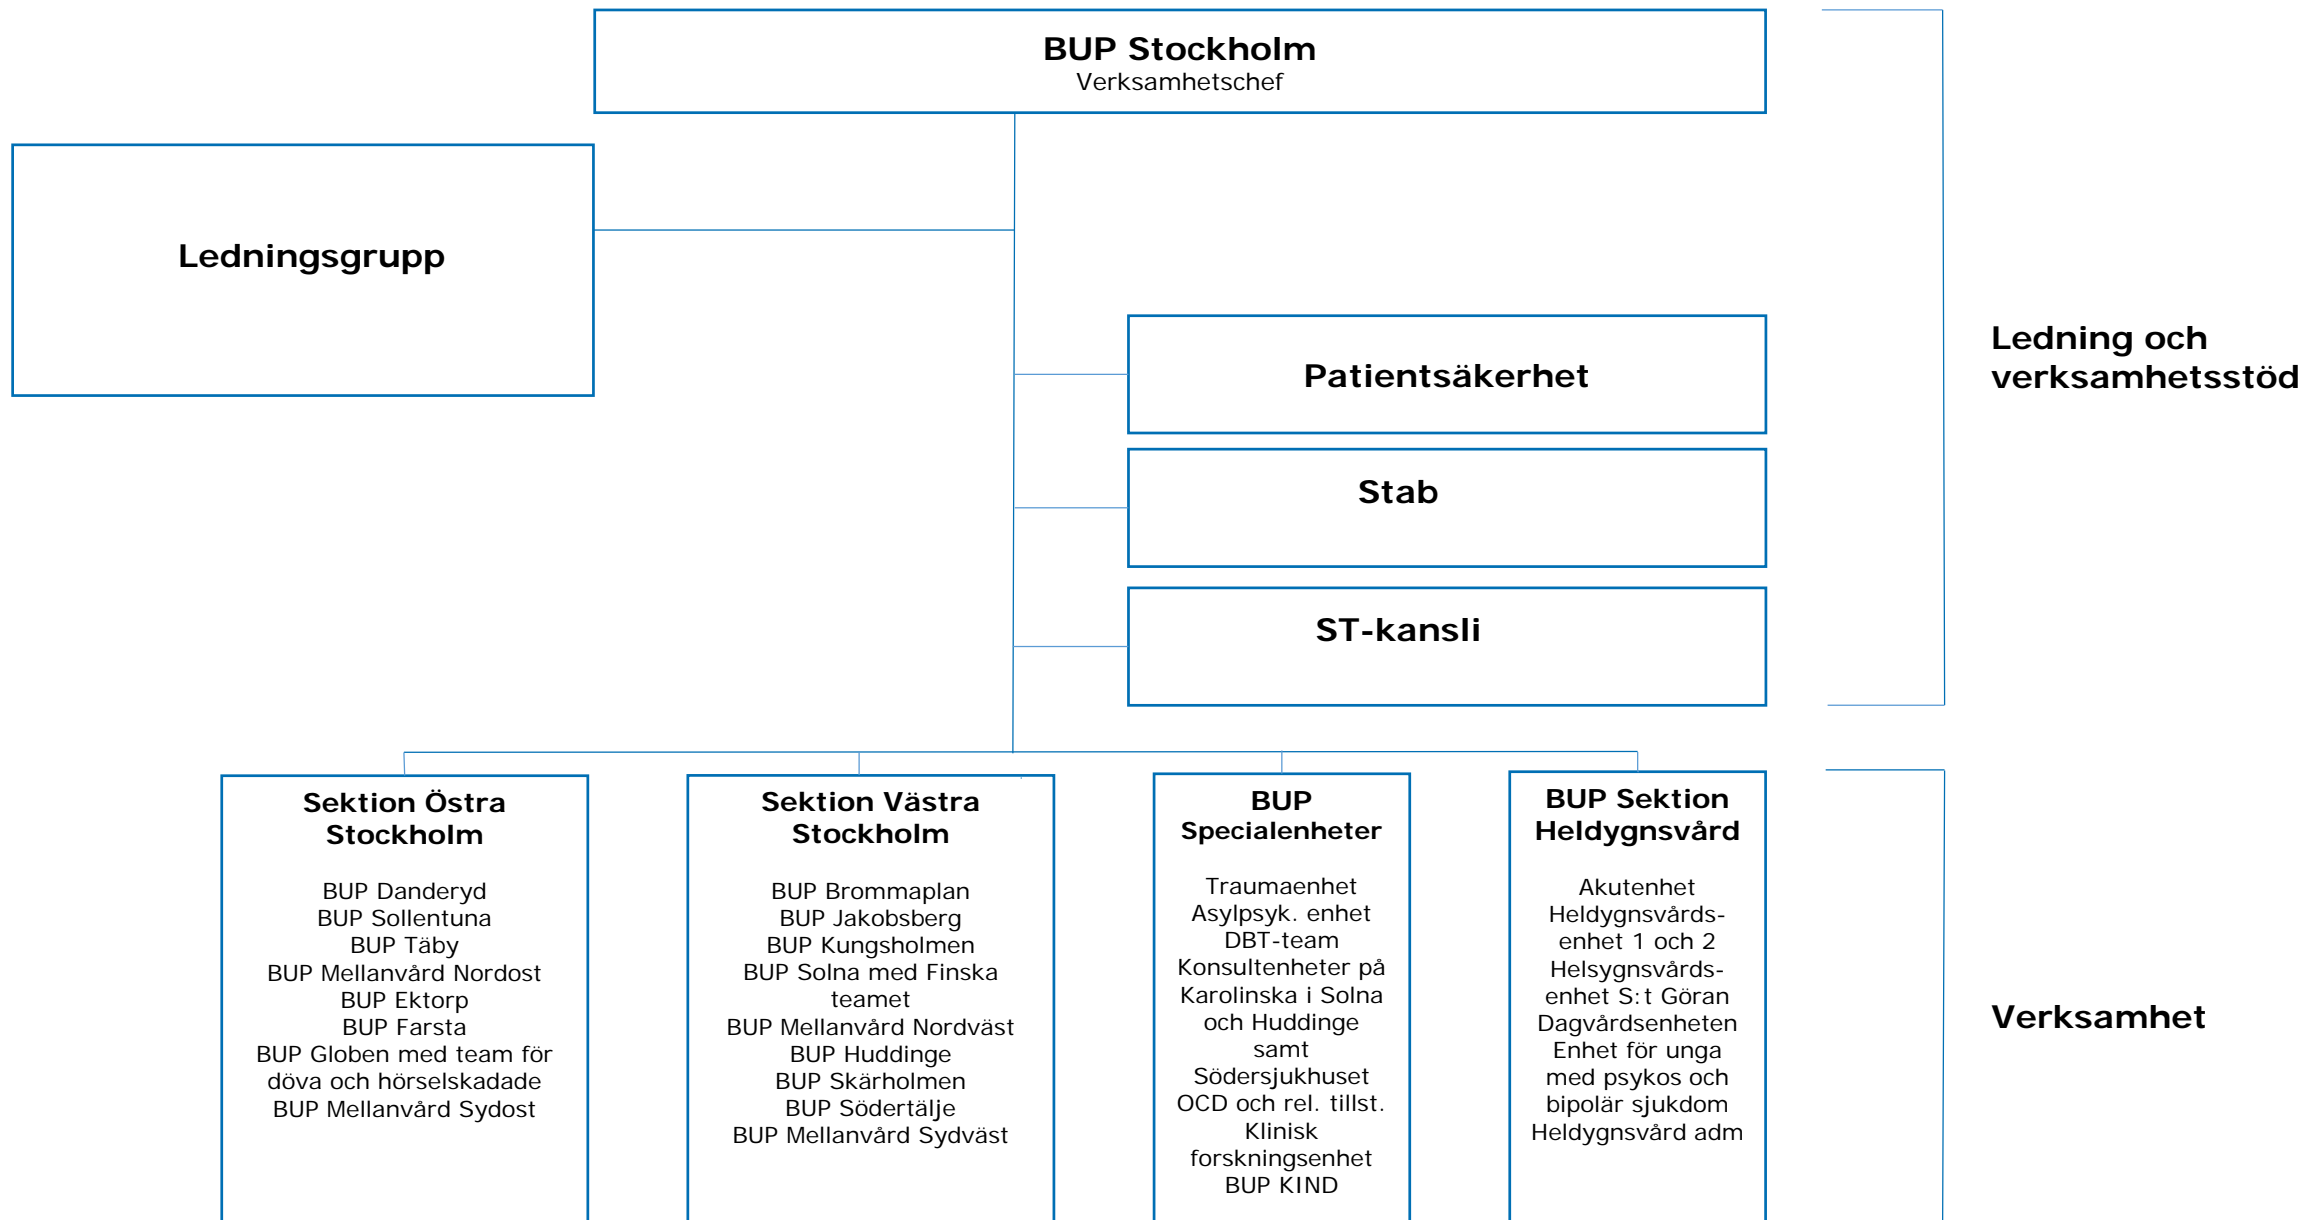 BUP Stockholm
Verksamhetschef
Ledningsgrupp
Patientsäkerhet
Stab
ST-kansli
Ledning och
verksamhetsstöd
Sektion Östra
Stockholm
BUP Danderyd
BUP Sollentuna
BUP Täby
BUP Mellanvård Nordost
BUP Ektorp
BUP Farsta
BUP Globen med team för
döva och hörselskadade
BUP Mellanvård Sydost
Sektion Västra
Stockholm
BUP Brommaplan
BUP Jakobsberg
BUP Kungsholmen
BUP Solna med Finska
teamet
BUP Mellanvård Nordväst
BUP Huddinge
BUP Skärholmen
BUP Södertälje
BUP Mellanvård Sydväst
BUP
Specialenheter
Traumaenhet
Asylpsyk. enhet
DBT-team
Konsultenheter på
Karolinska i Solna
och Huddinge
samt
Södersjukhuset
OCD och rel. tillst.
Klinisk
forskningsenhet
BUP KIND
BUP Sektion
Heldygnsvård
Akutenhet
Heldygnsvårds-
enhet 1 och 2
Helsygnsvårds-
enhet S:t Göran
Dagvårdsenheten
Enhet för unga
med psykos och
bipolär sjukdom
Heldygnsvård adm
Verksamhet